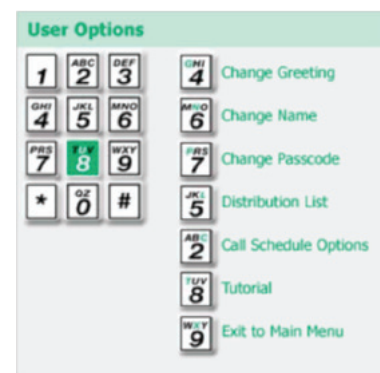 User Options
1 ABC 2 DEF 3
GHI 4 JKL 5 MNO 6
PRS 7 TUV 8 WXY 9
* QZ 0 #
GHI 4 Change Greeting
MNO 6 Change Name
PRS 7 Change Passcode
JKL 5 Distribution List
ABC 2 Call Schedule Options
TUV 8 Tutorial
WXY 9 Exit to Main Menu